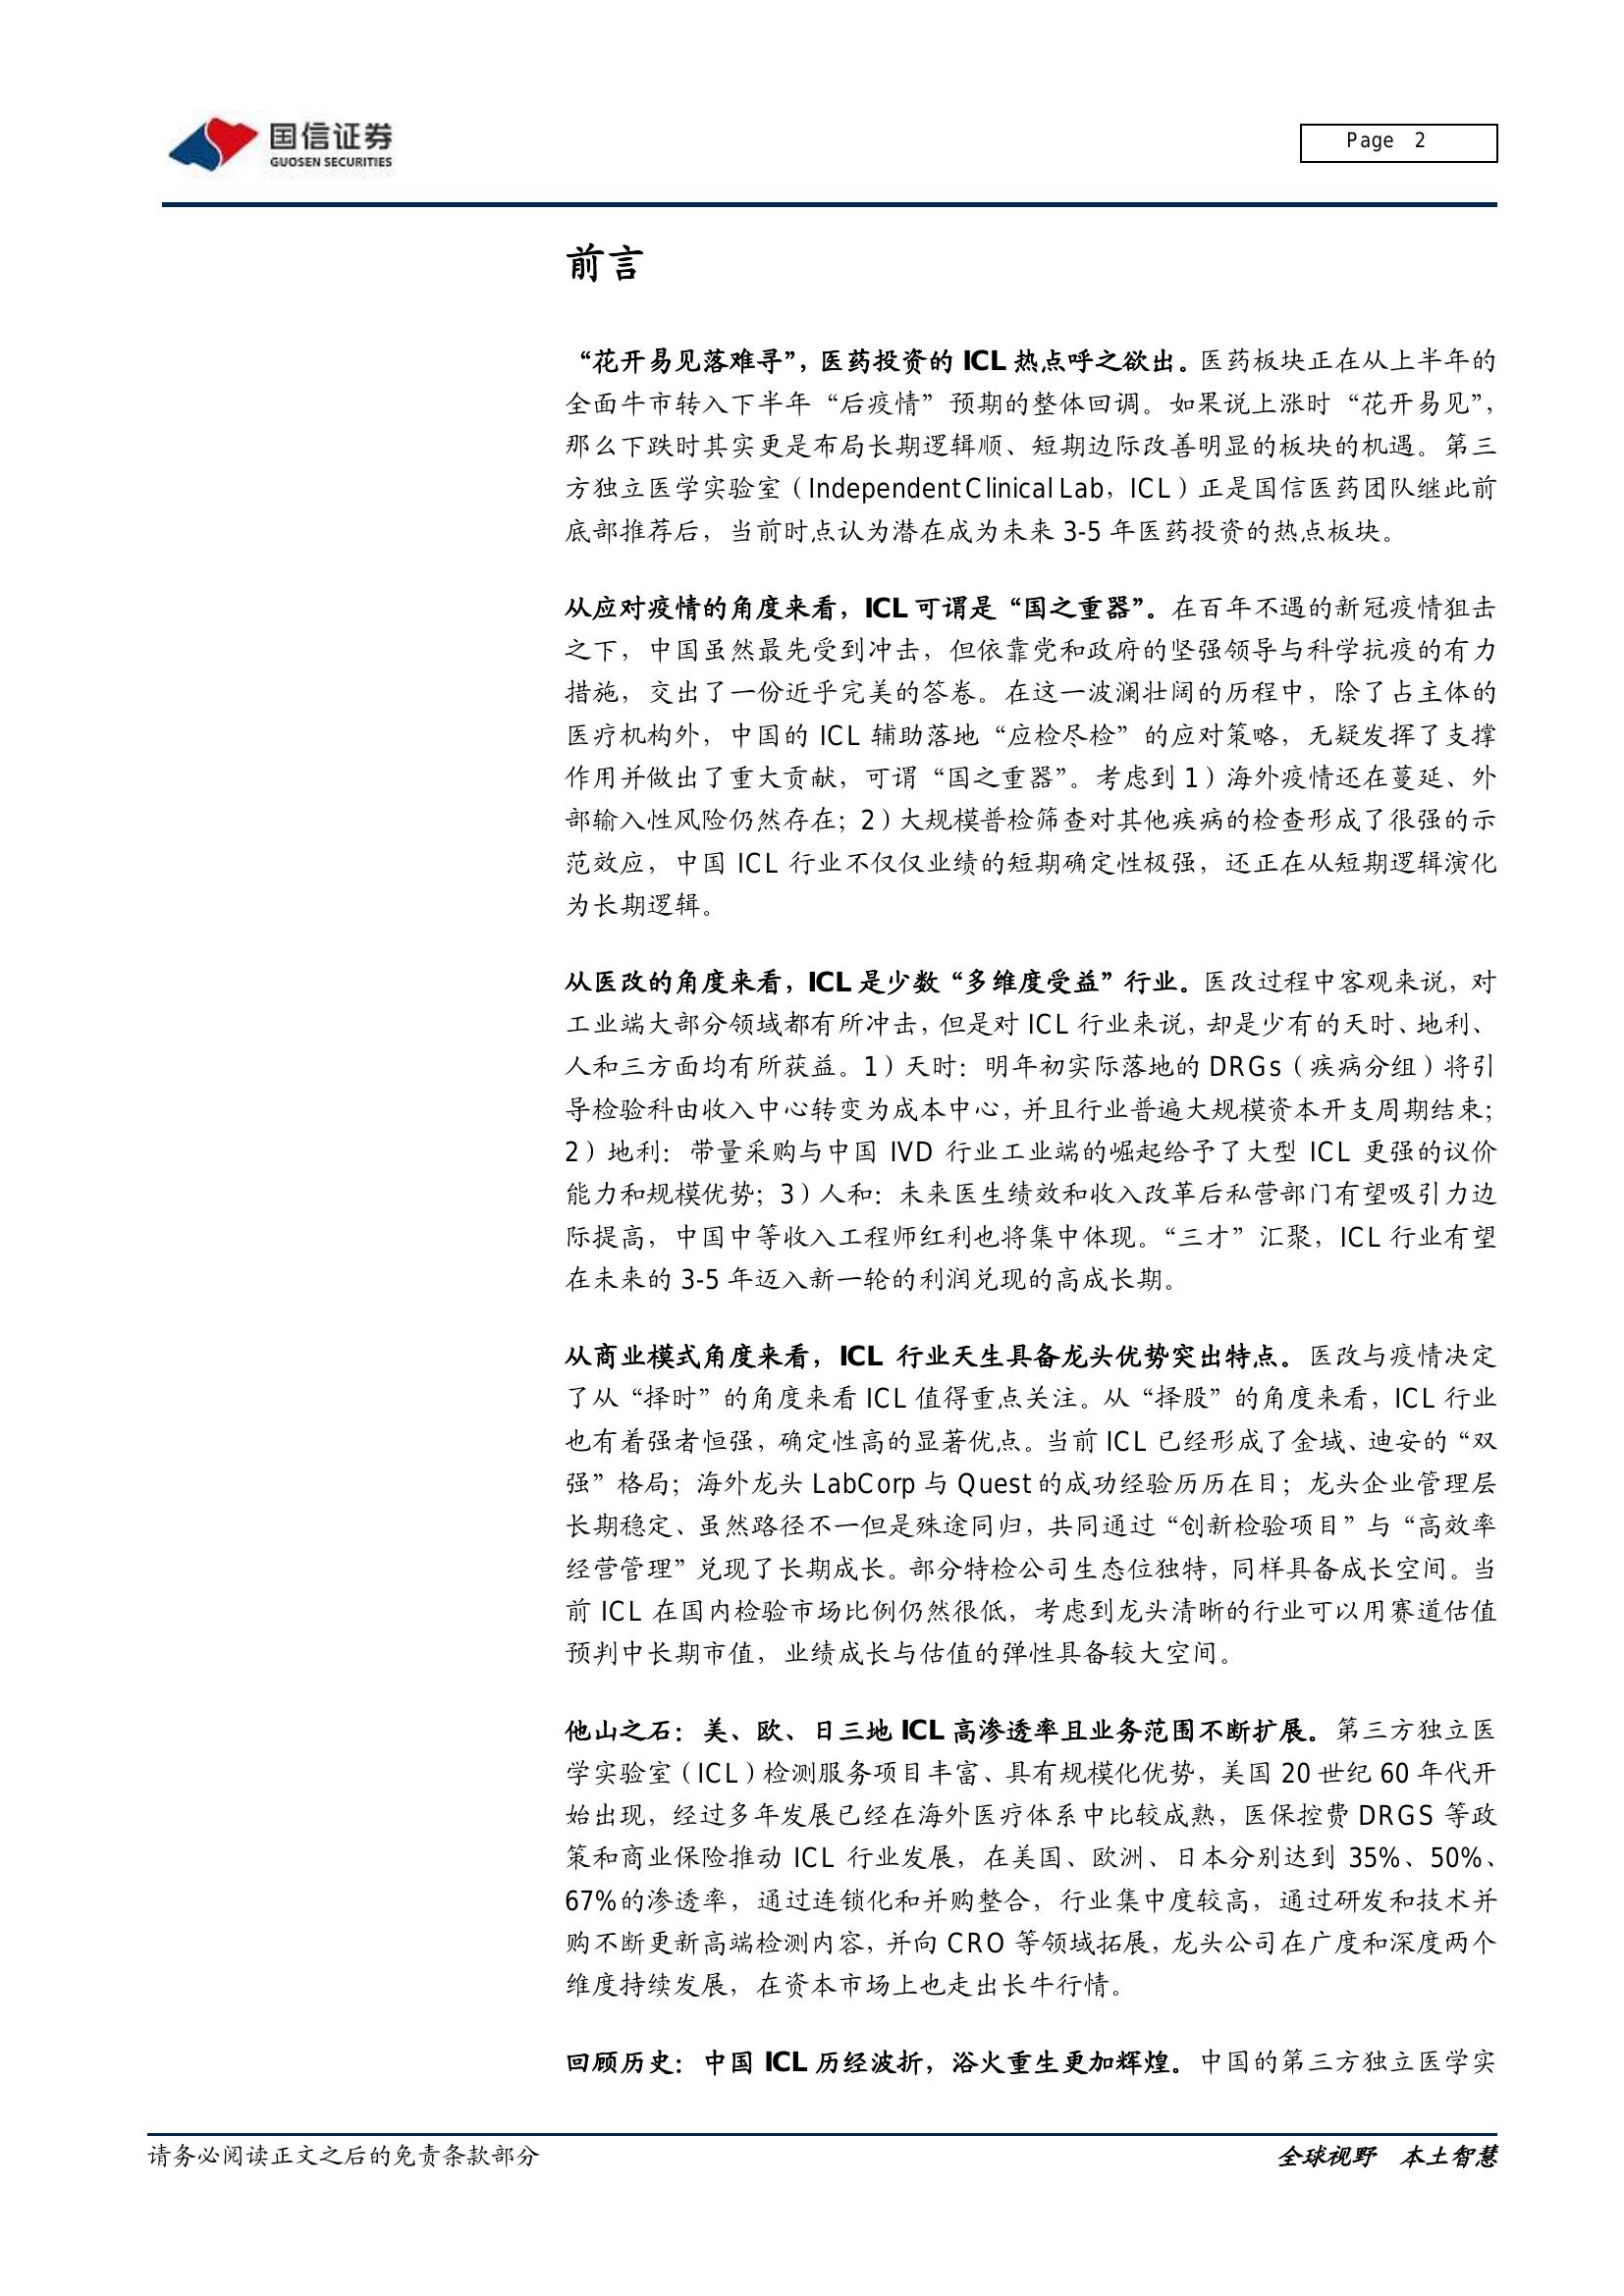 国信证券
GUOSEN SECURITIES
Page 2
前言
“花开易见落难寻”，医药投资的 ICL 热点呼之欲出。医药板块正在从上半年的
全面牛市转入下半年“后疫情”预期的整体回调。如果说上涨时“花开易见”，
那么下跌时其实更是布局长期逻辑顺、短期边际改善明显的板块的机遇。第三
方独立医学实验室（Independent Clinical Lab，ICL）正是国信医药团队继此前
底部推荐后，当前时点认为潜在成为未来 3-5 年医药投资的热点板块。
从应对疫情的角度来看，ICL 可谓是“国之重器”。在百年不遇的新冠疫情狙击
之下，中国虽然最先受到冲击，但依靠党和政府的坚强领导与科学抗疫的有力
措施，交出了一份近乎完美的答卷。在这一波澜壮阔的历程中，除了占主体的
医疗机构外，中国的 ICL 辅助落地“应检尽检”的应对策略，无疑发挥了支撑
作用并做出了重大贡献，可谓“国之重器”。考虑到 1）海外疫情还在蔓延、外
部输入性风险仍然存在；2）大规模普检筛查对其他疾病的检查形成了很强的示
范效应，中国 ICL 行业不仅仅业绩的短期确定性极强，还正在从短期逻辑演化
为长期逻辑。
从医改的角度来看，ICL 是少数“多维度受益”行业。医改过程中客观来说，对
工业端大部分领域都有所冲击，但是对 ICL 行业来说，却是少有的天时、地利、
人和三方面均有所获益。1）天时：明年初实际落地的 DRGs（疾病分组）将引
导检验科由收入中心转变为成本中心，并且行业普遍大规模资本开支周期结束；
2）地利：带量采购与中国 IVD 行业工业端的崛起给予了大型 ICL 更强的议价
能力和规模优势；3）人和：未来医生绩效和收入改革后私营部门有望吸引力边
际提高，中国中等收入工程师红利也将集中体现。“三才”汇聚，ICL 行业有望
在未来的 3-5 年迈入新一轮的利润兑现的高成长期。
从商业模式角度来看，ICL 行业天生具备龙头优势突出特点。医改与疫情决定
了从“择时”的角度来看 ICL 值得重点关注。从“择股”的角度来看，ICL 行业
也有着强者恒强，确定性高的显著优点。当前 ICL 已经形成了金域、迪安的“双
强”格局；海外龙头 LabCorp 与 Quest 的成功经验历历在目；龙头企业管理层
长期稳定、虽然路径不一但是殊途同归，共同通过“创新检验项目”与“高效率
经营管理”兑现了长期成长。部分特检公司生态位独特，同样具备成长空间。当
前 ICL 在国内检验市场比例仍然很低，考虑到龙头清晰的行业可以用赛道估值
预判中长期市值，业绩成长与估值的弹性具备较大空间。
他山之石：美、欧、日三地 ICL 高渗透率且业务范围不断扩展。第三方独立医
学实验室（ICL）检测服务项目丰富、具有规模化优势，美国 20 世纪 60 年代开
始出现，经过多年发展已经在海外医疗体系中比较成熟，医保控费 DRGS 等政
策和商业保险推动 ICL 行业发展，在美国、欧洲、日本分别达到 35%、50%、
67%的渗透率，通过连锁化和并购整合，行业集中度较高，通过研发和技术并
购不断更新高端检测内容，并向 CRO 等领域拓展，龙头公司在广度和深度两个
维度持续发展，在资本市场上也走出长牛行情。
回顾历史：中国 ICL 历经波折，浴火重生更加辉煌。中国的第三方独立医学实
请务必阅读正文之后的免责条款部分
全球视野 本土智慧